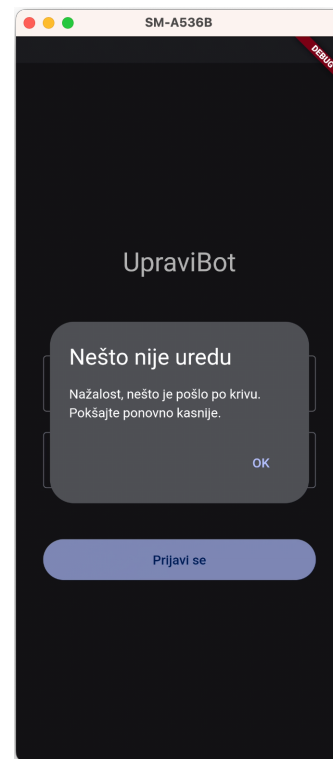 SM-A536B
DEBUG
UpraviBot
Nešto nije uredu
Nažalost, nešto je pošlo po krivu.
Pokšajte ponovno kasnije.
OK
Prijavi se